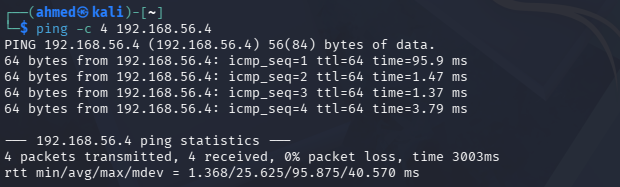 ┌──(ahmed㉿kali)-[~]
└─$ ping -c 4 192.168.56.4
PING 192.168.56.4 (192.168.56.4) 56(84) bytes of data.
64 bytes from 192.168.56.4: icmp_seq=1 ttl=64 time=95.9 ms
64 bytes from 192.168.56.4: icmp_seq=2 ttl=64 time=1.47 ms
64 bytes from 192.168.56.4: icmp_seq=3 ttl=64 time=1.37 ms
64 bytes from 192.168.56.4: icmp_seq=4 ttl=64 time=3.79 ms

--- 192.168.56.4 ping statistics ---
4 packets transmitted, 4 received, 0% packet loss, time 3003ms
rtt min/avg/max/mdev = 1.368/25.625/95.875/40.570 ms